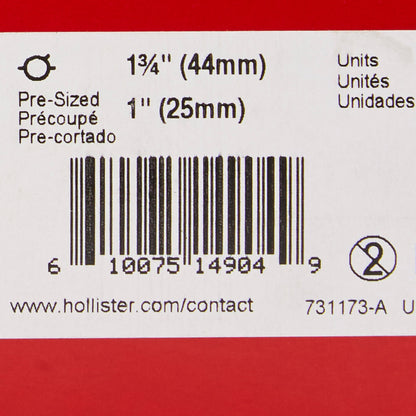 1¾" (44mm)
Units
Pre-Sized
1" (25mm)
Unités
Précoupé
Unidades
Pre-cortado
6 10075 14904 9
2
www.hollister.com/contact
731173-A U